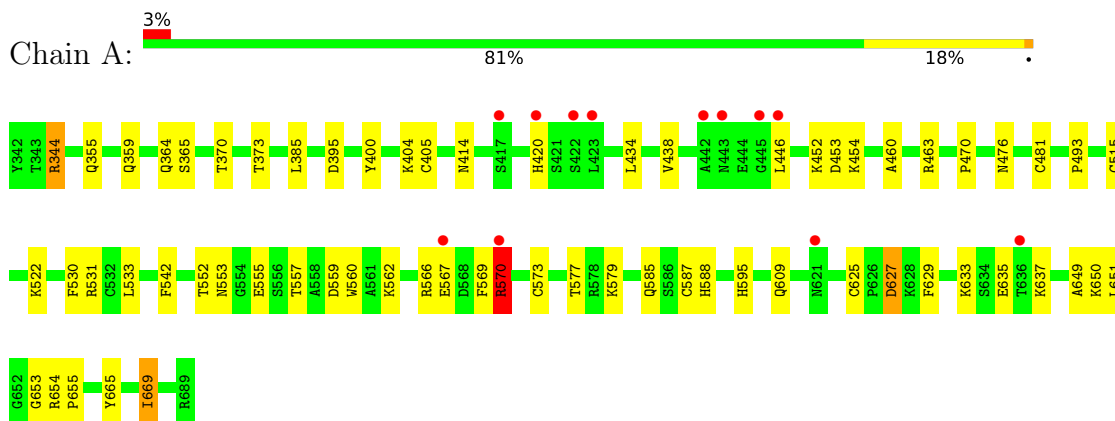 3%
Chain A:
81% 18% •
Y342 T343 R344 Q355 Q359 Q364 S365 T370 T373 L385 D395 Y400 K404 C405 N414 S417 H420 S421 S422 L423 L434 V438 A442 N443 E444 G445 L446 K452 D453 K454 A460 R463 P470 N476 C481 P493 G515
K522 F530 R531 C532 L533 F542 T552 N553 G554 E555 S556 T557 A558 D559 W560 A561 K562 R566 E567 D568 F569 R570 C573 T577 R578 K579 Q585 S586 C587 H588 H595 Q609 N621 C625 P626 D627 K628 F629 K633 S634 E635 T636 K637 A649 K650 L651
G652 G653 R654 P655 Y665 I669 R689